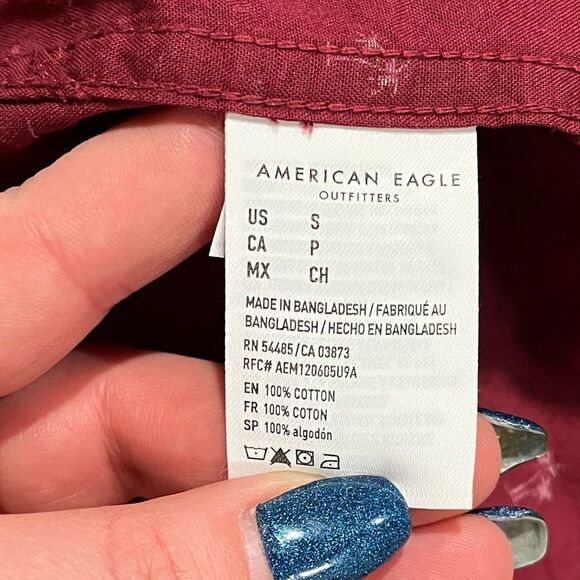 AMERICAN EAGLE
OUTFITTERS
US S
CA P
MX CH
MADE IN BANGLADESH / FABRIQUÉ AU
BANGLADESH / HECHO EN BANGLADESH
RN 54485 / CA 03873
RFC# AEM120605U9A
EN 100% COTTON
FR 100% COTON
SP 100% algodón